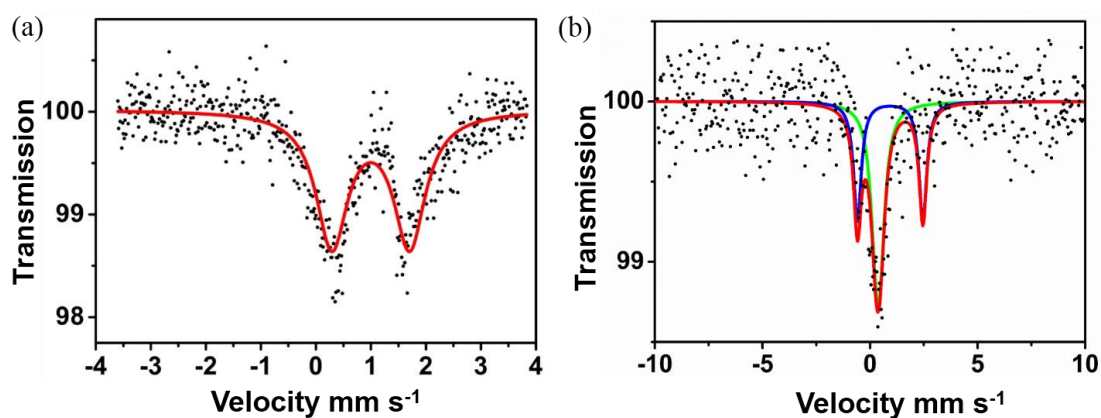 (a)
Transmission
100
99
98
-4 -3 -2 -1 0 1 2 3 4
Velocity mm s⁻¹
(b)
Transmission
100
99
-10 -5 0 5 10
Velocity mm s⁻¹